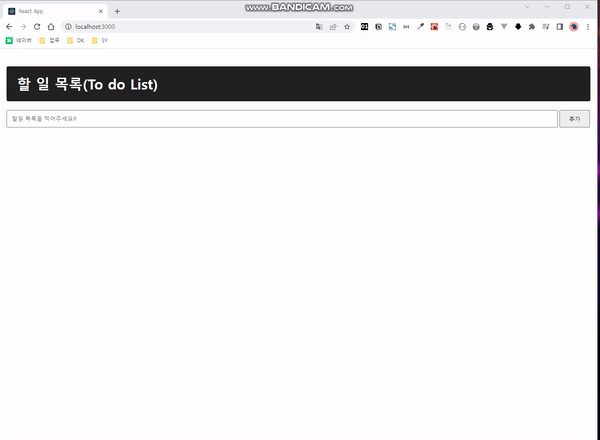 www.BANDICAM.com
React App
localhost:3000
네이버 업무 DK SY
할 일 목록(To do List)
할일 목록을 적어주세요!! 추가